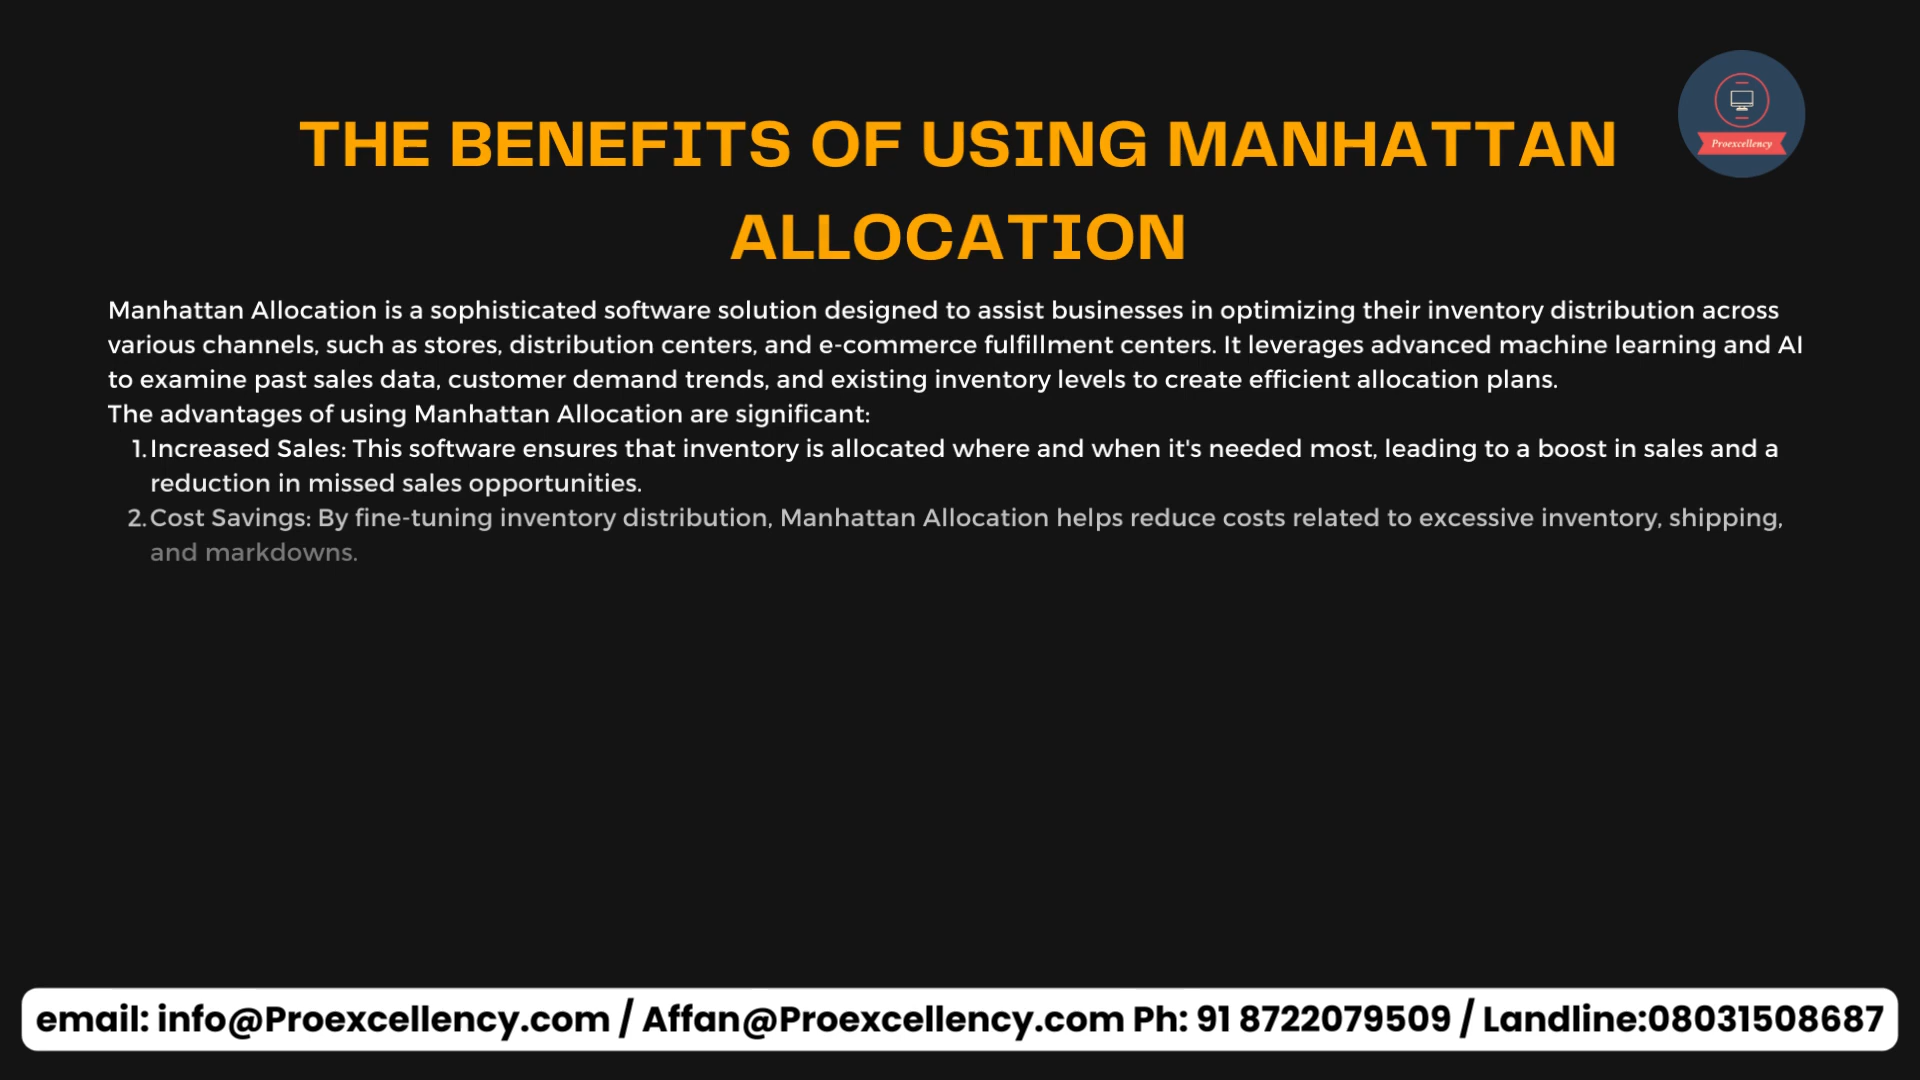 THE BENEFITS OF USING MANHATTAN
ALLOCATION
Proexcellency
Manhattan Allocation is a sophisticated software solution designed to assist businesses in optimizing their inventory distribution across
various channels, such as stores, distribution centers, and e-commerce fulfillment centers. It leverages advanced machine learning and AI
to examine past sales data, customer demand trends, and existing inventory levels to create efficient allocation plans.
The advantages of using Manhattan Allocation are significant:
1. Increased Sales: This software ensures that inventory is allocated where and when it's needed most, leading to a boost in sales and a
reduction in missed sales opportunities.
2. Cost Savings: By fine-tuning inventory distribution, Manhattan Allocation helps reduce costs related to excessive inventory, shipping,
and markdowns.
email: info@Proexcellency.com / Affan@Proexcellency.com Ph: 91 8722079509 / Landline:08031508687